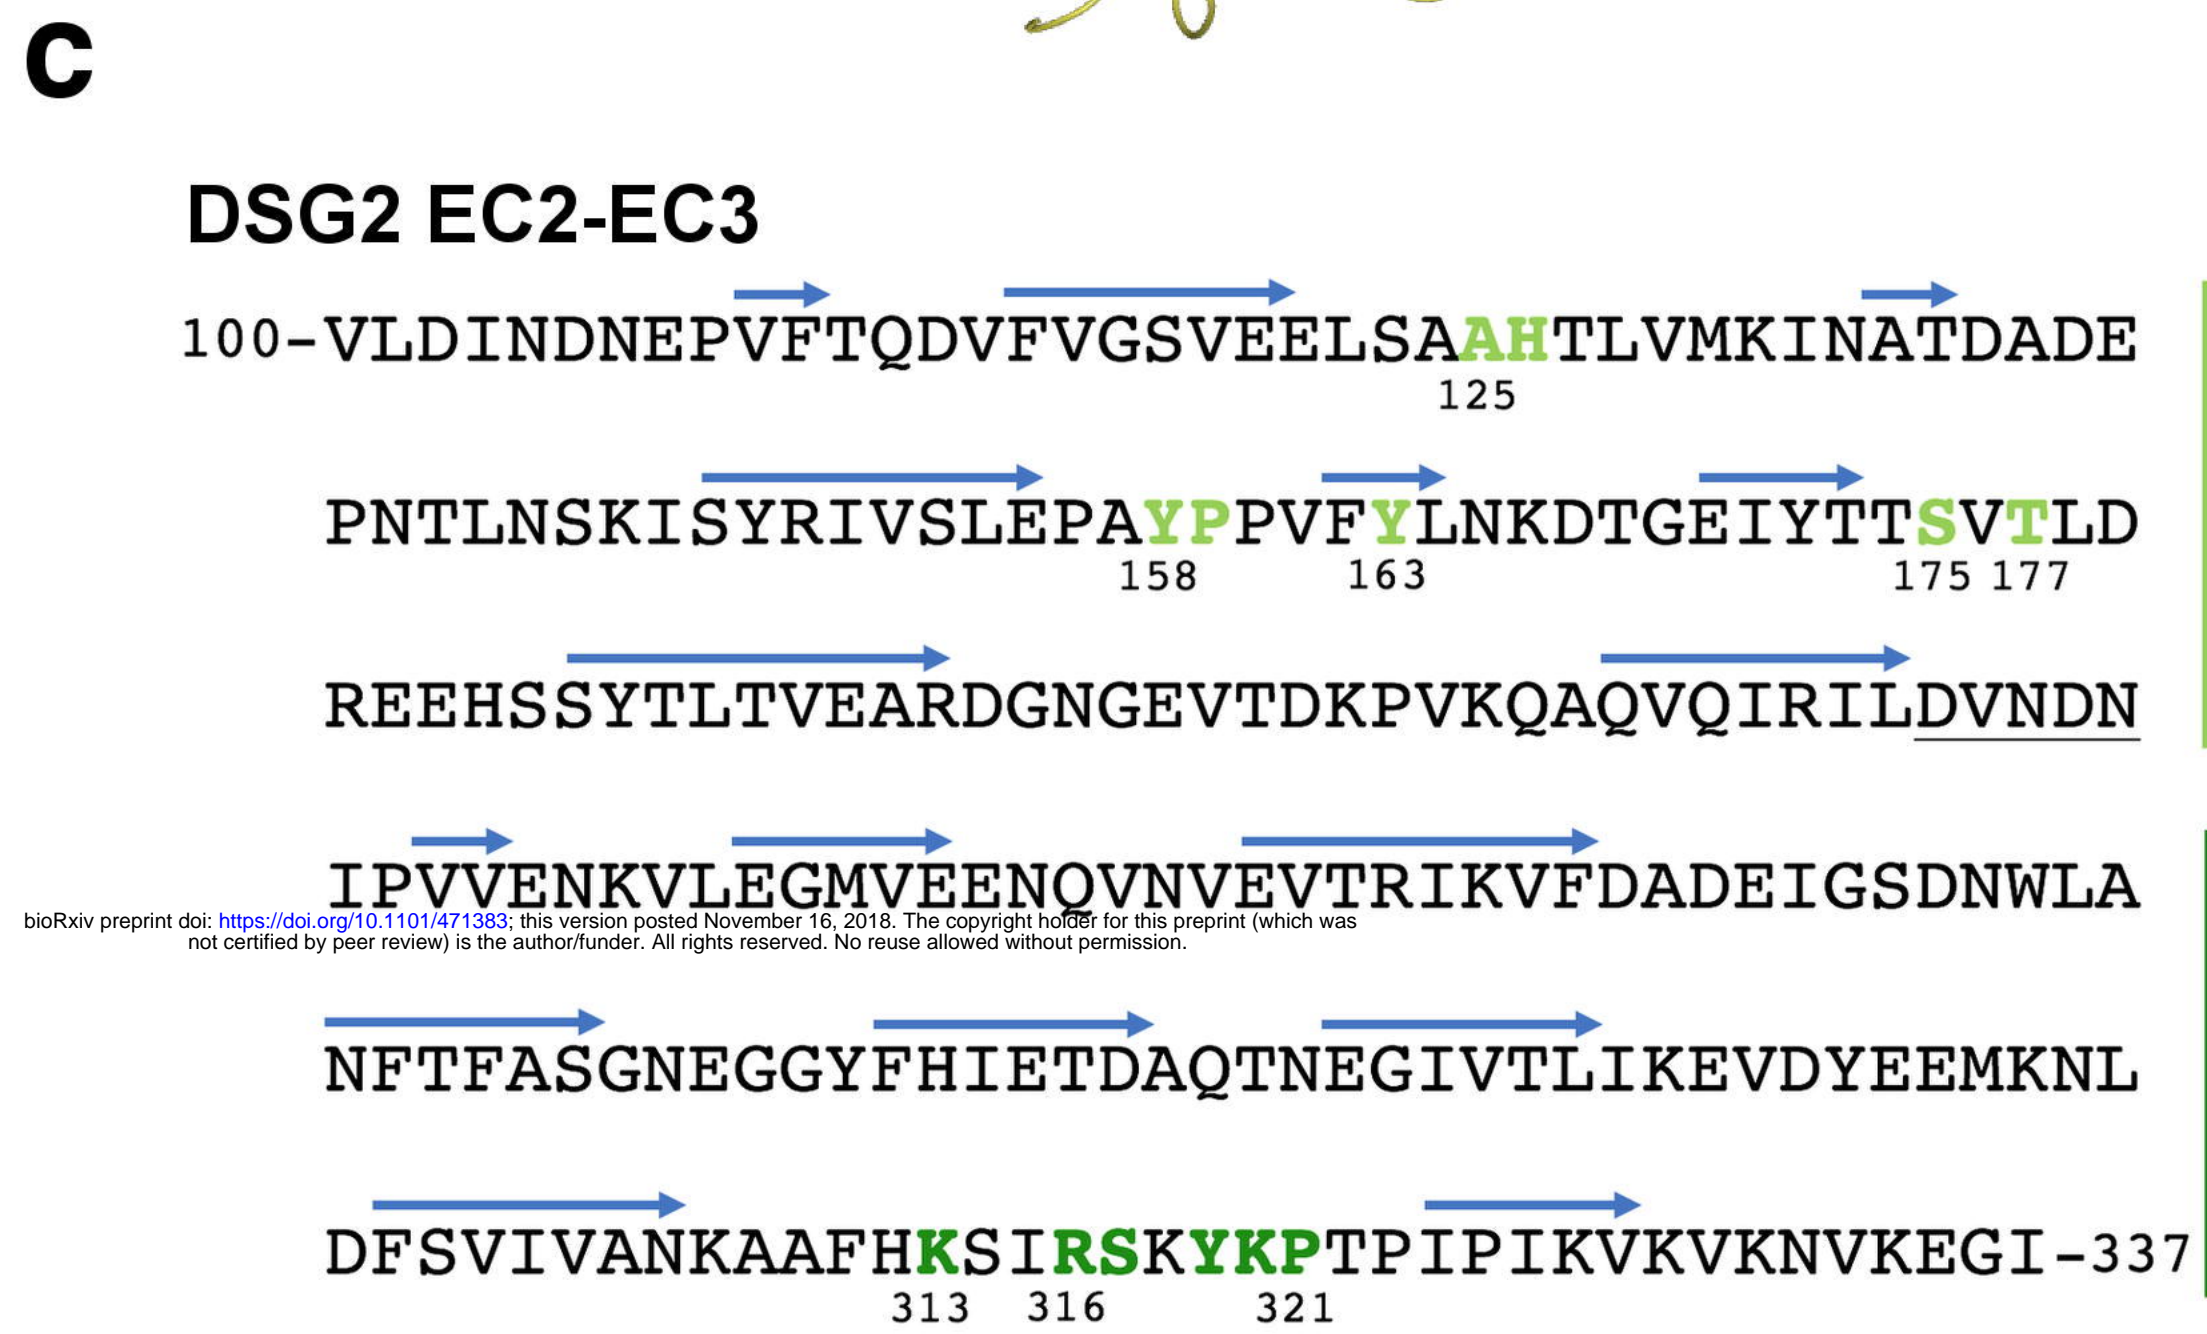 c
DSG2 EC2-EC3
100-VLDINDNEPVFTQDVFVGSVEELSAAHTLVMKINATDADE
125
PNTLNSKISYRIVSLEPAYPPVFYLNKDTGEIYTTSVTLD
158 163 175 177
REEHSSYTLTVEARDGNGEVTDKPVKQAQVQIRILDVNDN
IPVVENKVLEGMVEENQVNVEVTRIKVFDADEIGSDNWLA
bioRxiv preprint doi: https://doi.org/10.1101/471383; this version posted November 16, 2018. The copyright holder for this preprint (which was
not certified by peer review) is the author/funder. All rights reserved. No reuse allowed without permission.
NFTFASGNEGGYFHIETDAQTNEGIVTLIKEVDYEEMKNL
DFSVIVANKAAFHKSIRSKYKPTPIPIKVKVKNVKEGI-337
313 316 321